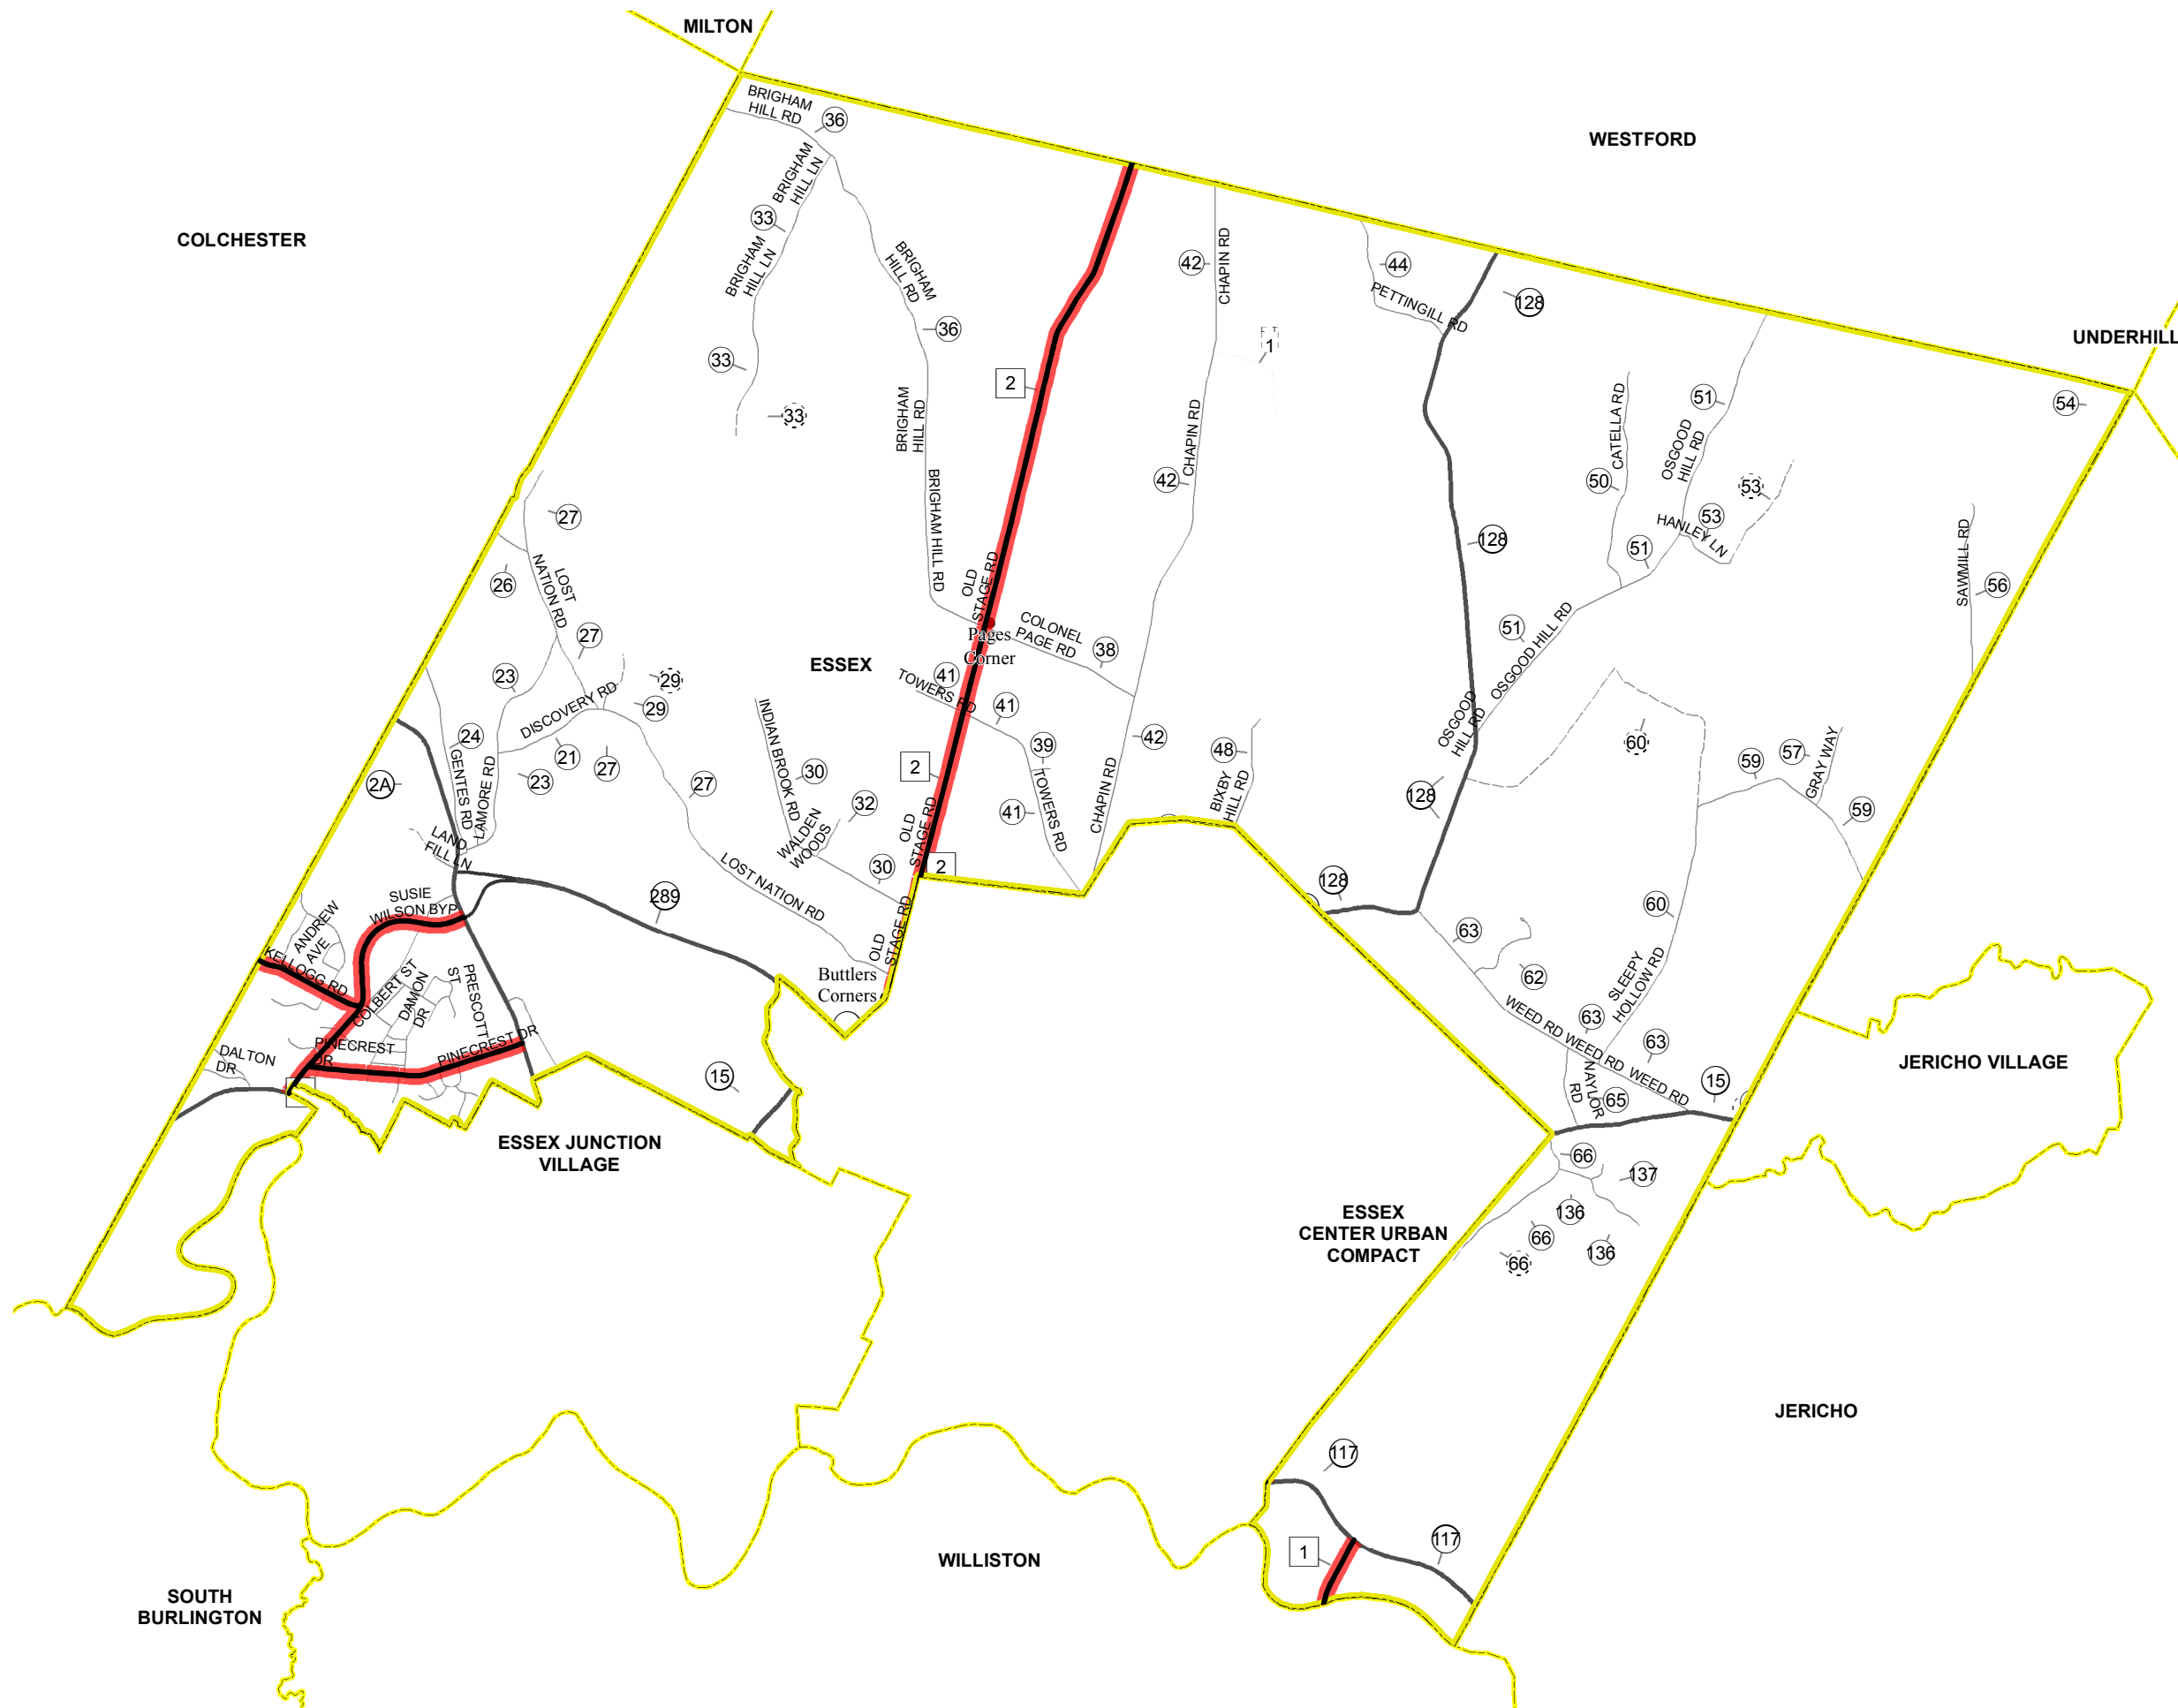 MILTON
BRIGHAM
HILL RD
36
WESTFORD
BRIGHAM
HILL LN
33
COLCHESTER
BRIGHAM
HILL LN
BRIGHAM
HILL RD
42
CHAPIN RD
44
PETTINGILL RD
128
36
1
UNDERHILL
33
2
33
BRIGHAM
HILL RD
CHAPIN RD
42
CATELLA RD
51
OSGOOD
HILL RD
54
50
53
27
BRIGHAM HILL RD
128
53
HANLEY LN
51
SAWMILL RD
56
26
LOST
NATION RD
OLD
STAGE RD
27
Pages
Corner
COLONEL
PAGE RD
38
51
OSGOOD HILL RD
ESSEX
23
29
29
41
TOWERS RD
41
DISCOVERY RD
INDIAN BROOK RD
OSGOOD
HILL RD
24
GENTES RD
21
27
39
42
48
60
57
GRAY WAY
59
2A
23
LAMORE RD
27
30
2
TOWERS RD
CHAPIN RD
BIXBY
HILL RD
128
59
32
WALDEN
WOODS
41
OLD
STAGE RD
LAND
FILL LN
30
2
LOST NATION RD
128
289
SUSIE
WILSON BYP
60
ANDREW
AVE
OLD
STAGE RD
63
KELLOGG RD
COLBERT ST
DAMON
DR
ST
PRESCOTT
Buttlers
Corners
62
SLEEPY
HOLLOW RD
WEED RD
63
WEED RD
63
PINECREST
DR
PINECREST DR
DALTON
DR
15
NAYLOR
RD
65
WEED RD
15
JERICHO VILLAGE
ESSEX JUNCTION
VILLAGE
66
137
ESSEX
CENTER URBAN
COMPACT
136
66
136
66
JERICHO
117
117
1
WILLISTON
SOUTH
BURLINGTON